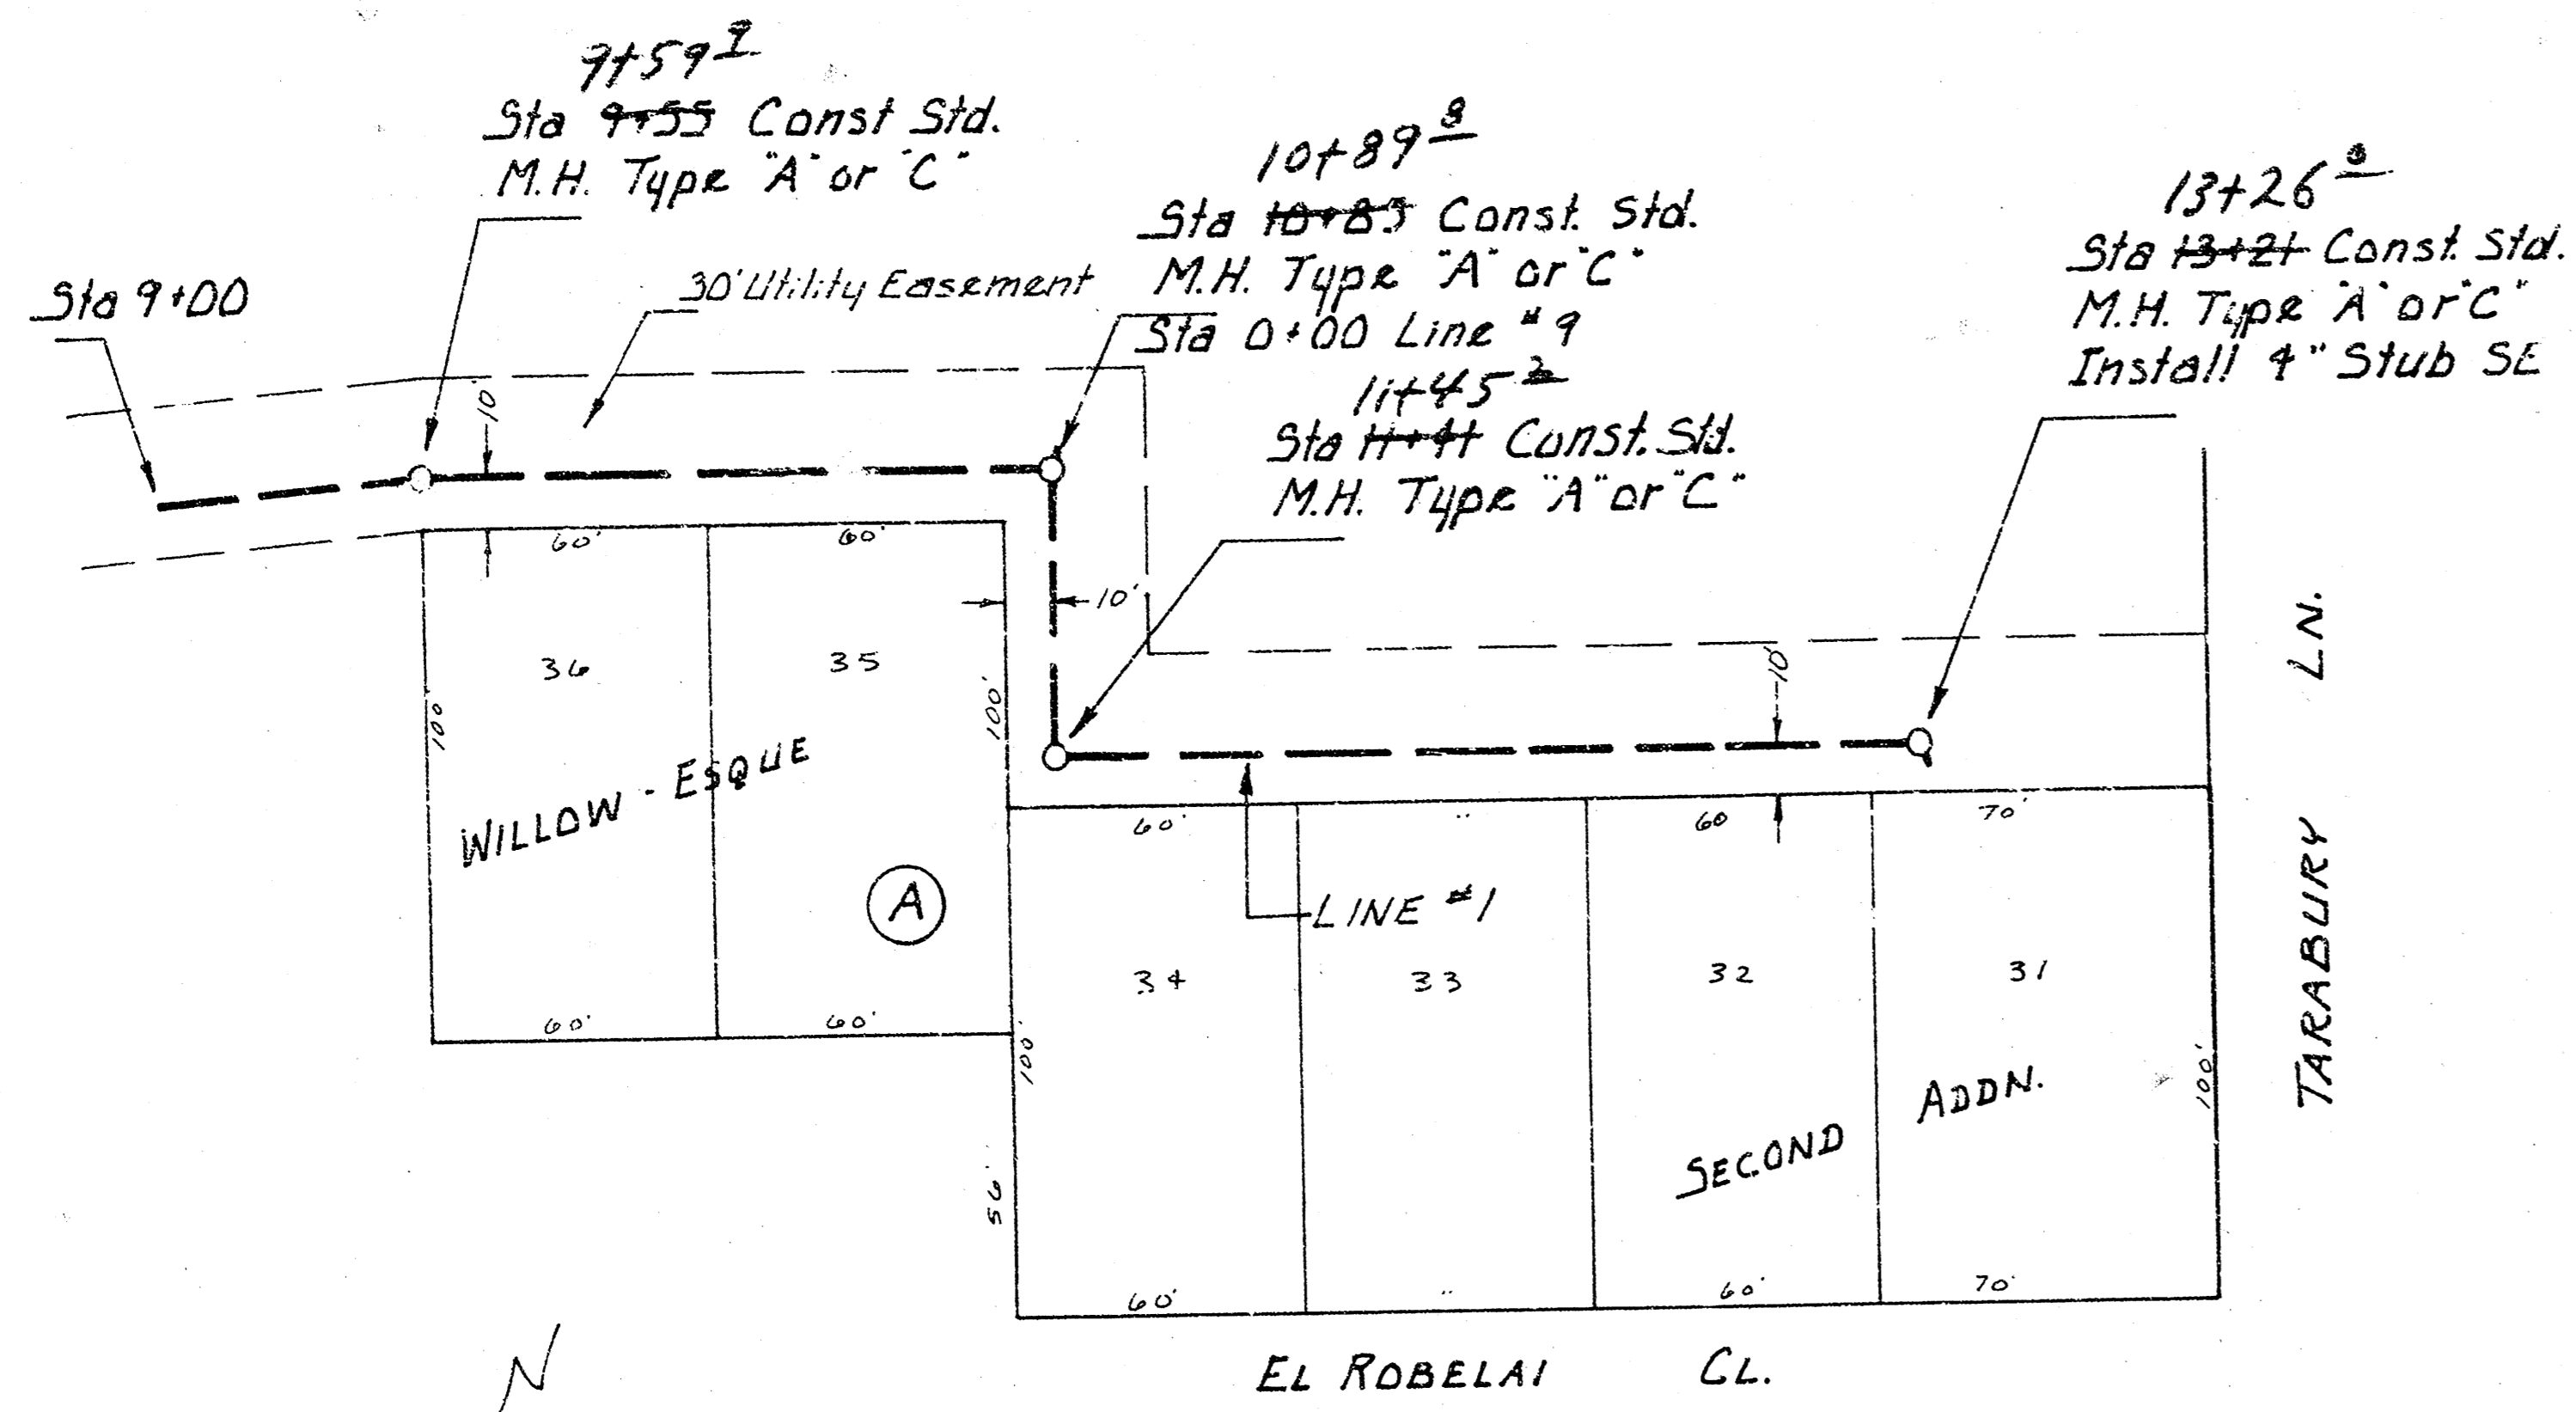 9+59
Sta 9+55 Const Std.
M.H. Type "A" or "C"
10+89 8
Sta 10+85 Const. Std.
M.H. Type "A" or "C"
Sta 0+00 Line #9
13+26
Sta 13+21 Const. Std.
M.H. Type "A" or "C"
Install 4" Stub SE
Sta 9+00
30' Utility Easement
11+45
Sta 11+41 Const. Std.
M.H. Type "A" or "C"
10'
10'
10'
60' 60'
36 35
100 100'
WILLOW - ESQUE
A
60' 60'
60' " 60 70'
LINE #1
34 33 32 31
100' 100'
SECOND ADDN.
56'
60' " 60' 70'
TARABURY LN.
EL ROBELAI CL.
N